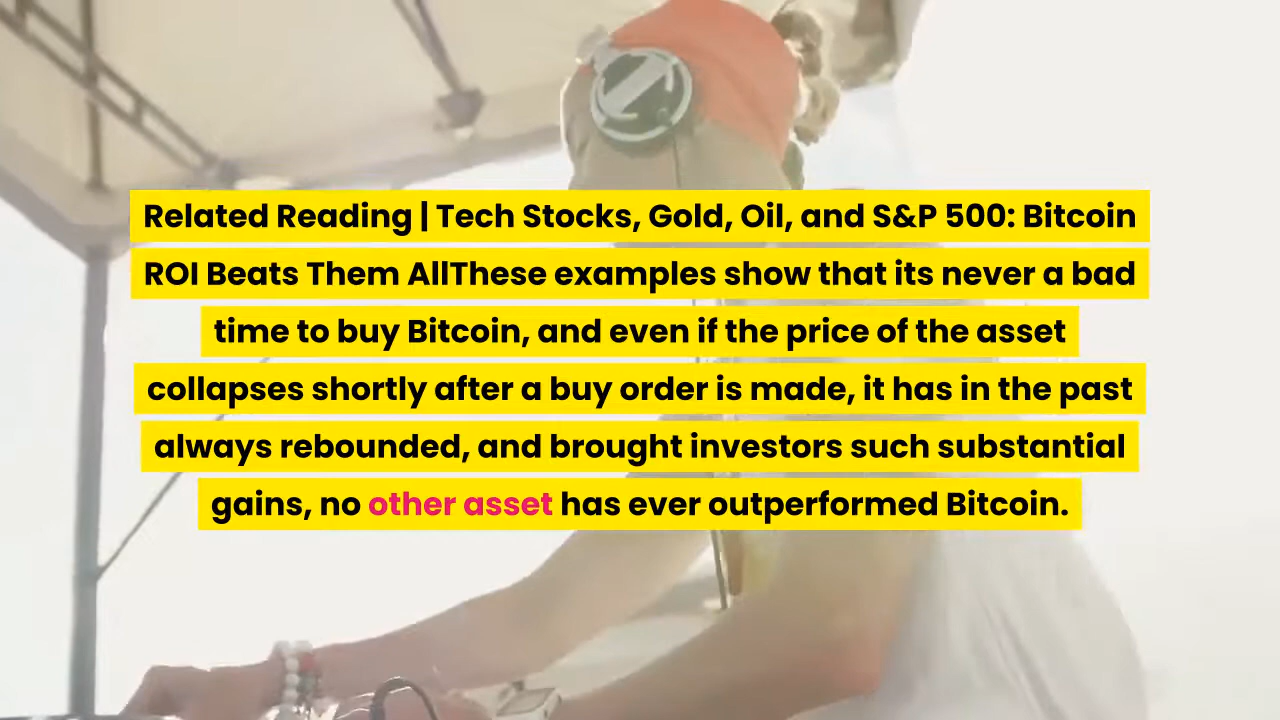 Related Reading | Tech Stocks, Gold, Oil, and S&P 500: Bitcoin
ROI Beats Them AllThese examples show that its never a bad
time to buy Bitcoin, and even if the price of the asset
collapses shortly after a buy order is made, it has in the past
always rebounded, and brought investors such substantial
gains, no other asset has ever outperformed Bitcoin.